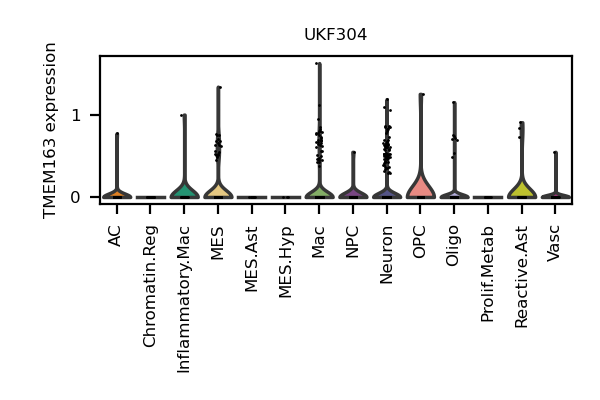 UKF304
TMEM163 expression
1
0
AC
Chromatin.Reg
Inflammatory.Mac
MES
MES.Ast
MES.Hyp
Mac
NPC
Neuron
OPC
Oligo
Prolif.Metab
Reactive.Ast
Vasc